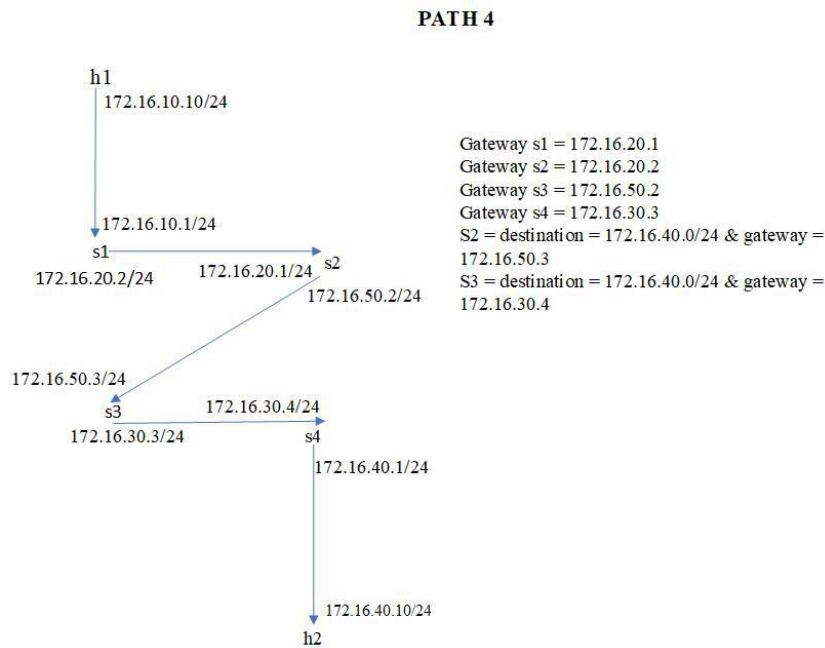 PATH 4
h1
172.16.10.10/24
Gateway s1 = 172.16.20.1
Gateway s2 = 172.16.20.2
Gateway s3 = 172.16.50.2
Gateway s4 = 172.16.30.3
S2 = destination = 172.16.40.0/24 & gateway =
172.16.50.3
S3 = destination = 172.16.40.0/24 & gateway =
172.16.30.4
172.16.10.1/24
s1
172.16.20.2/24
172.16.20.1/24
s2
172.16.50.2/24
172.16.50.3/24
s3
172.16.30.3/24
172.16.30.4/24
s4
172.16.40.1/24
172.16.40.10/24
h2